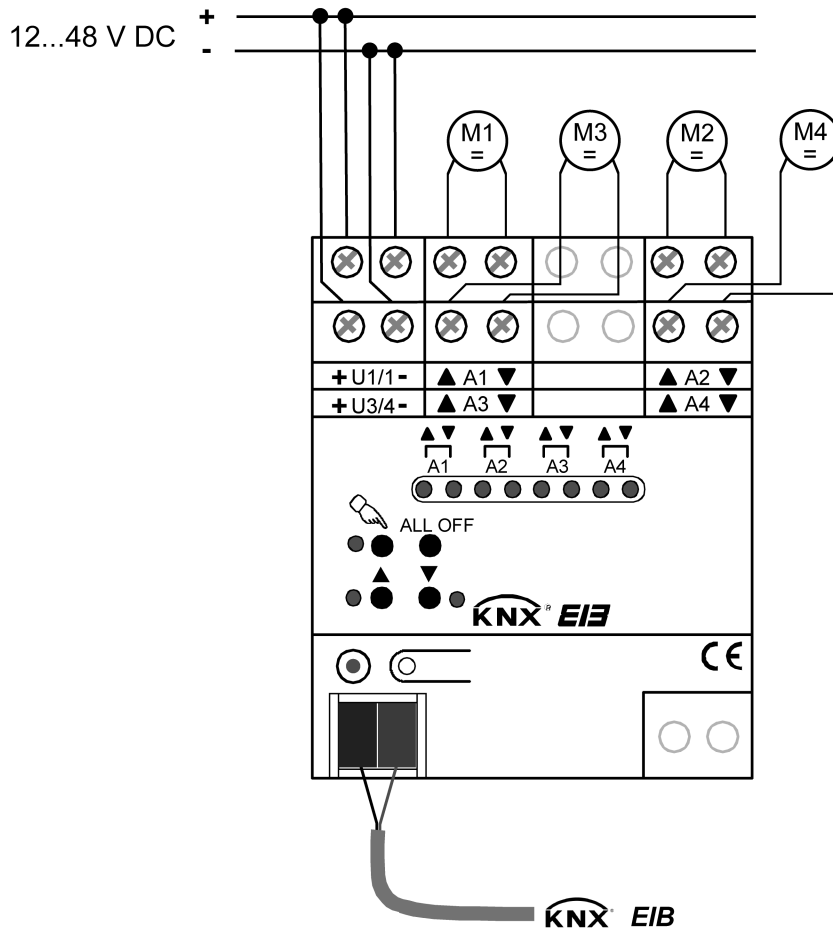 +
12...48 V DC
-
M1 = M3 = M2 = M4 =
+ U1/1 - ▲ A1 ▼ ▲ A2 ▼
+ U3/4 - ▲ A3 ▼ ▲ A4 ▼
▲ ▼ ▲ ▼ ▲ ▼ ▲ ▼
A1 A2 A3 A4
ALL OFF
▲ ▼
KNX® EIB
CE
KNX® EIB